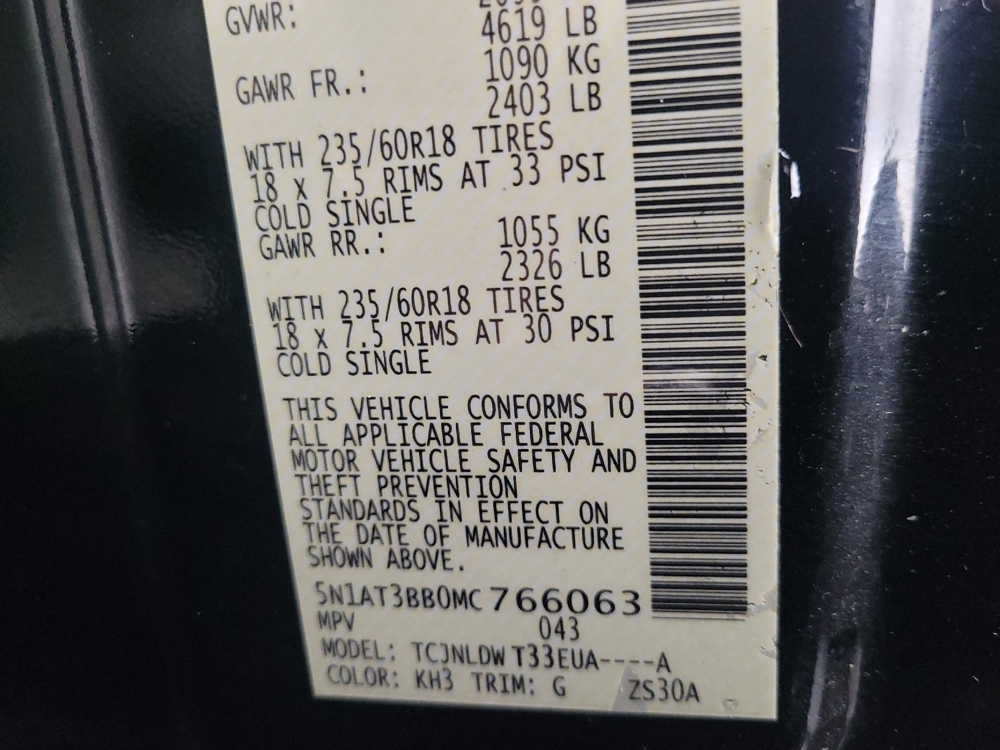 GVWR:
4619 LB
1090 KG
GAWR FR.:
2403 LB
WITH 235/60R18 TIRES
18 x 7.5 RIMS AT 33 PSI
COLD SINGLE
1055 KG
GAWR RR.:
2326 LB
WITH 235/60R18 TIRES
18 x 7.5 RIMS AT 30 PSI
COLD SINGLE
THIS VEHICLE CONFORMS TO
ALL APPLICABLE FEDERAL
MOTOR VEHICLE SAFETY AND
THEFT PREVENTION
STANDARDS IN EFFECT ON
THE DATE OF MANUFACTURE
SHOWN ABOVE.
5N1AT3BB0MC766063
MPV 043
MODEL: TCJNLDWT33EUA----A
COLOR: KH3 TRIM: G ZS30A